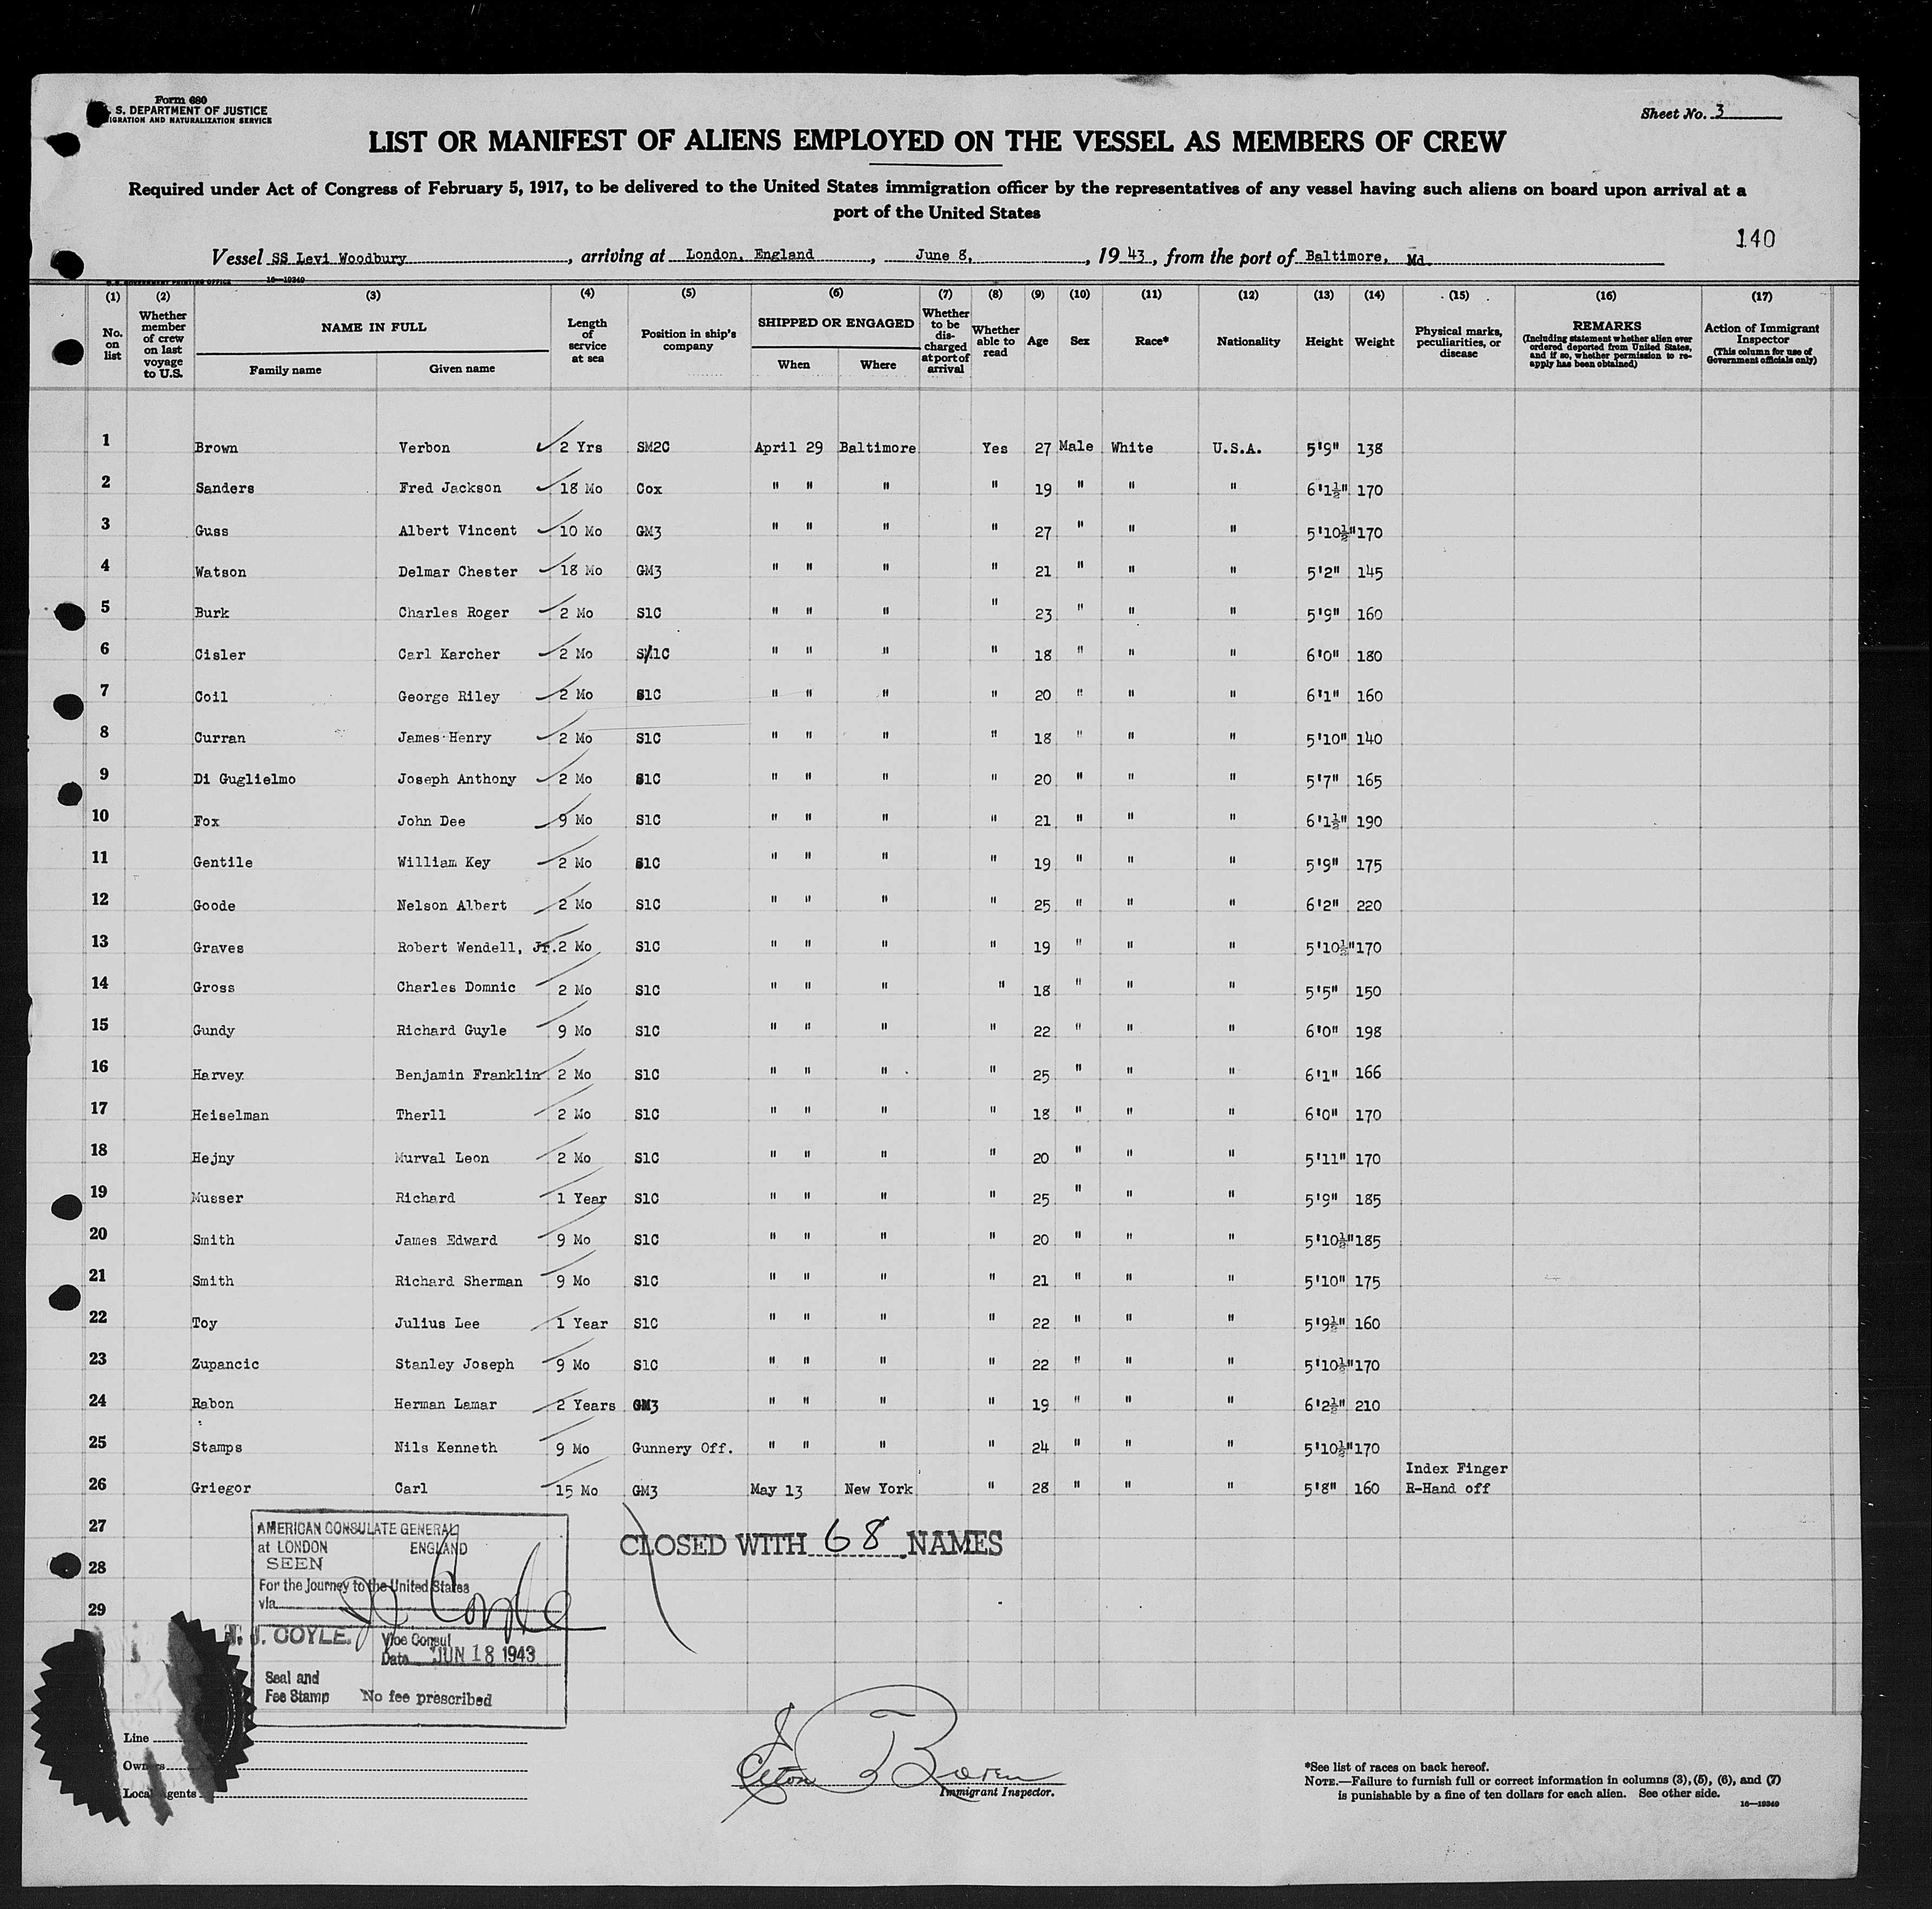 Form 680
S. DEPARTMENT OF JUSTICE
IGRATION AND NATURALIZATION SERVICE
Sheet No. 3
LIST OR MANIFEST OF ALIENS EMPLOYED ON THE VESSEL AS MEMBERS OF CREW
Required under Act of Congress of February 5, 1917, to be delivered to the United States immigration officer by the representatives of any vessel having such aliens on board upon arrival at a
port of the United States
140
Vessel SS Levi Woodbury, arriving at London, England, June 8, 1943, from the port of Baltimore, Md
U.S. GOVERNMENT PRINTING OFFICE 16—19349
(1) (2) (3) (4) (5) (6) (7) (8) (9) (10) (11) (12) (13) (14) (15) (16) (17)
No. on list
Whether member of crew on last voyage to U.S.
NAME IN FULL
Family name Given name
Length of service at sea
Position in ship's company
SHIPPED OR ENGAGED
When Where
Whether to be discharged at port of arrival
Whether able to read
Age
Sex
Race*
Nationality
Height
Weight
Physical marks, peculiarities, or disease
REMARKS
(Including statement whether alien ever ordered deported from United States, and if so, whether permission to re-apply has been obtained)
Action of Immigrant Inspector
(This column for use of Government officials only)
1 Brown Verbon 2 Yrs SM2C April 29 Baltimore Yes 27 Male White U.S.A. 5'9" 138
2 Sanders Fred Jackson 18 Mo Cox " " " " 19 " " " 6'1½" 170
3 Guss Albert Vincent 10 Mo GM3 " " " " 27 " " " 5'10½" 170
4 Watson Delmar Chester 18 Mo GM3 " " " " 21 " " " 5'2" 145
5 Burk Charles Roger 2 Mo S1C " " " " 23 " " " 5'9" 160
6 Cisler Carl Karcher 2 Mo S1C " " " " 18 " " " 6'0" 180
7 Coil George Riley 2 Mo S1C " " " " 20 " " " 6'1" 160
8 Curran James Henry 2 Mo S1C " " " " 18 " " " 5'10" 140
9 Di Guglielmo Joseph Anthony 2 Mo S1C " " " " 20 " " " 5'7" 165
10 Fox John Dee 9 Mo S1C " " " " 21 " " " 6'1½" 190
11 Gentile William Key 2 Mo S1C " " " " 19 " " " 5'9" 175
12 Goode Nelson Albert 2 Mo S1C " " " " 25 " " " 6'2" 220
13 Graves Robert Wendell, Jr. 2 Mo S1C " " " " 19 " " " 5'10½" 170
14 Gross Charles Domnic 2 Mo S1C " " " " 18 " " " 5'5" 150
15 Gundy Richard Guyle 9 Mo S1C " " " " 22 " " " 6'0" 198
16 Harvey Benjamin Franklin 2 Mo S1C " " " " 25 " " " 6'1" 166
17 Heiselman Therll 2 Mo S1C " " " " 18 " " " 6'0" 170
18 Hejny Murval Leon 2 Mo S1C " " " " 20 " " " 5'11" 170
19 Musser Richard 1 Year S1C " " " " 25 " " " 5'9" 185
20 Smith James Edward 9 Mo S1C " " " " 20 " " " 5'10½" 185
21 Smith Richard Sherman 9 Mo S1C " " " " 21 " " " 5'10" 175
22 Toy Julius Lee 1 Year S1C " " " " 22 " " " 5'9½" 160
23 Zupancic Stanley Joseph 9 Mo S1C " " " " 22 " " " 5'10½" 170
24 Rabon Herman Lamar 2 Years GM3 " " " " 19 " " " 6'2½" 210
25 Stamps Nils Kenneth 9 Mo Gunnery Off. " " " " 24 " " " 5'10½" 170
26 Griegor Carl 15 Mo GM3 May 13 New York " 28 " " " 5'8" 160 Index Finger R-Hand off
27
28
29
CLOSED WITH 68 NAMES
AMERICAN CONSULATE GENERAL
at LONDON ENGLAND
SEEN
For the journey to the United States
via
T. J. COYLE.
Vice Consul
Date JUN 18 1943
Seal and
Fee Stamp No fee prescribed
Line
Owners
Local Agents
Immigrant Inspector.
*See list of races on back hereof.
NOTE.—Failure to furnish full or correct information in columns (3), (5), (6), and (7)
is punishable by a fine of ten dollars for each alien. See other side.
16—19349